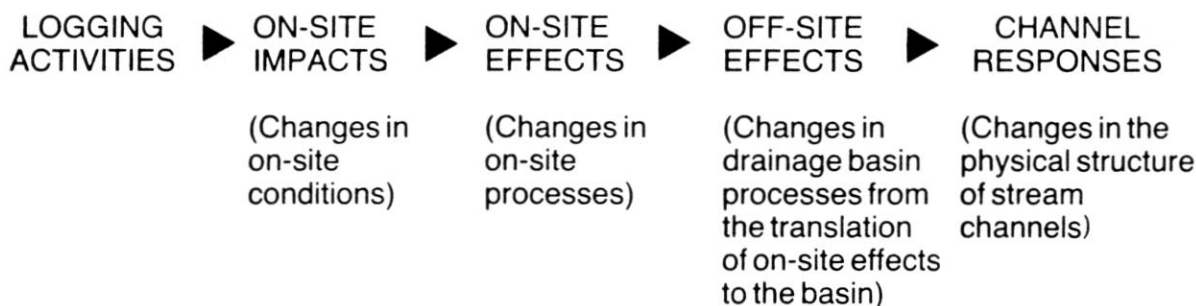 LOGGING
ACTIVITIES
ON-SITE
IMPACTS
(Changes in
on-site
conditions)
ON-SITE
EFFECTS
(Changes in
on-site
processes)
OFF-SITE
EFFECTS
(Changes in
drainage basin
processes from
the translation
of on-site effects
to the basin)
CHANNEL
RESPONSES
(Changes in the
physical structure
of stream
channels)